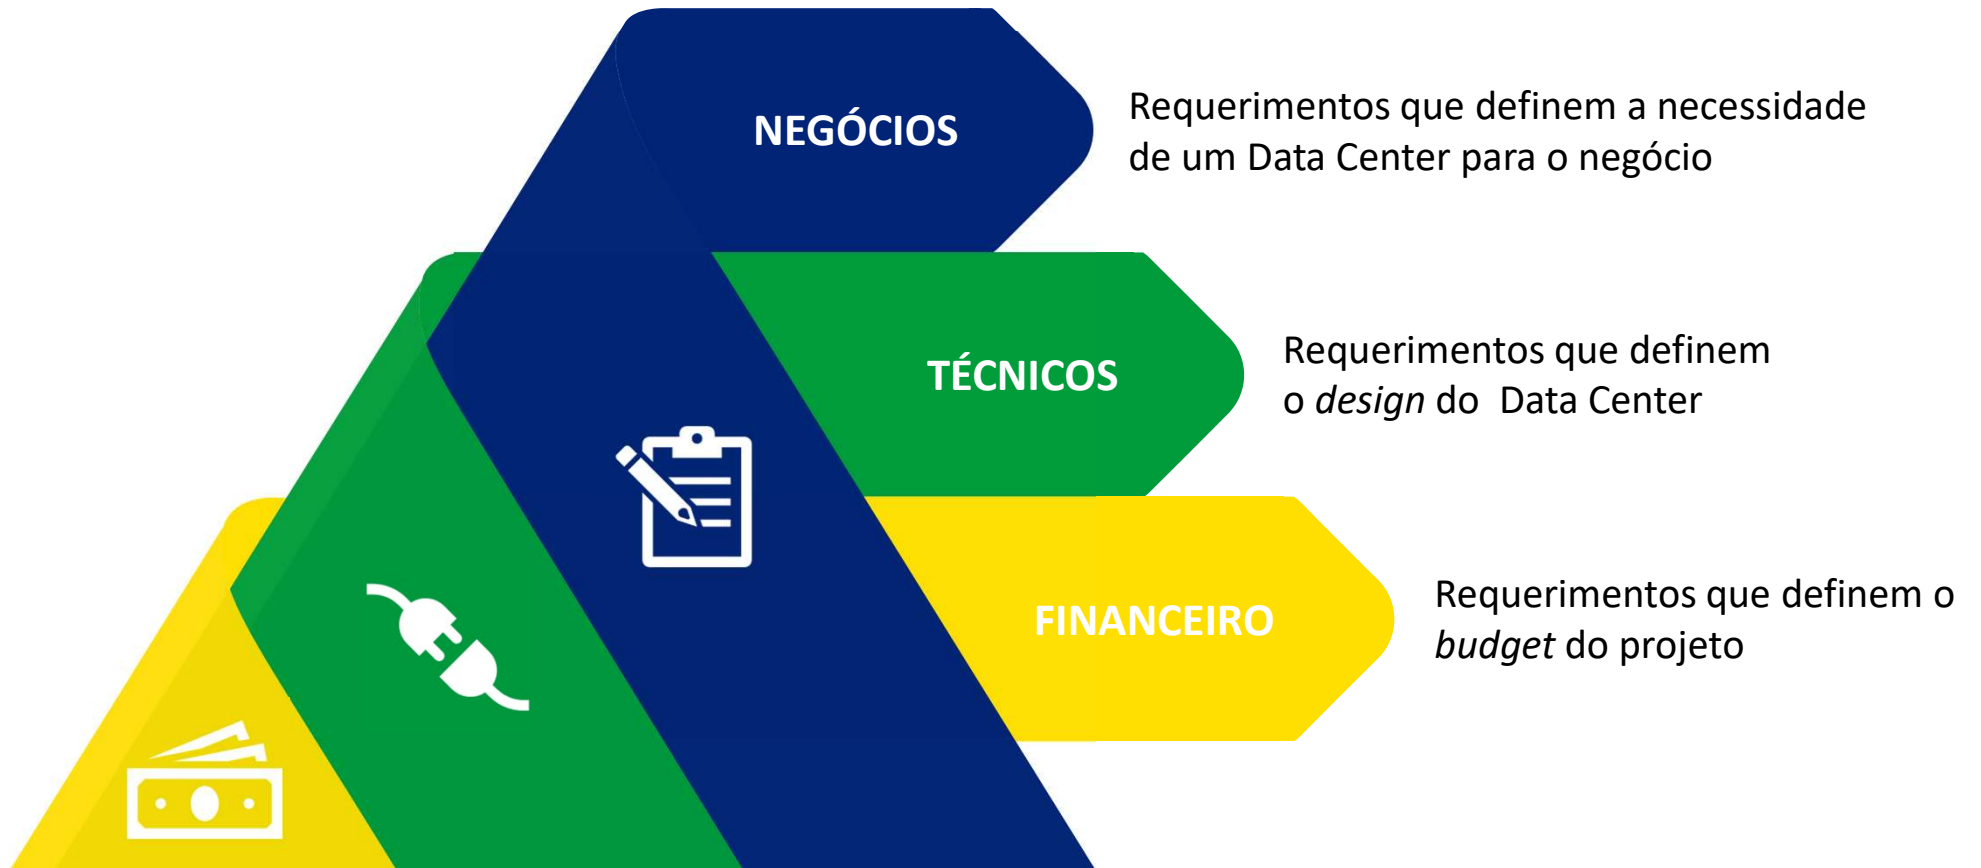 NEGÓCIOS
Requerimentos que definem a necessidade
de um Data Center para o negócio
TÉCNICOS
Requerimentos que definem
o design do  Data Center
FINANCEIRO
Requerimentos que definem o
budget do projeto